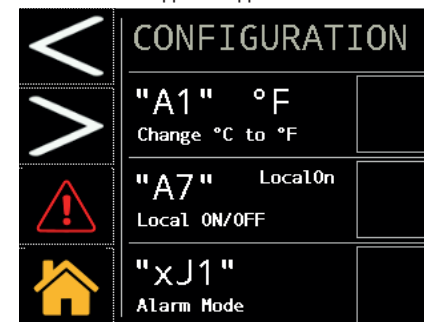 CONFIGURATION
"A1" °F
Change °C to °F
"A7" LocalOn
Local ON/OFF
"xJ1"
Alarm Mode